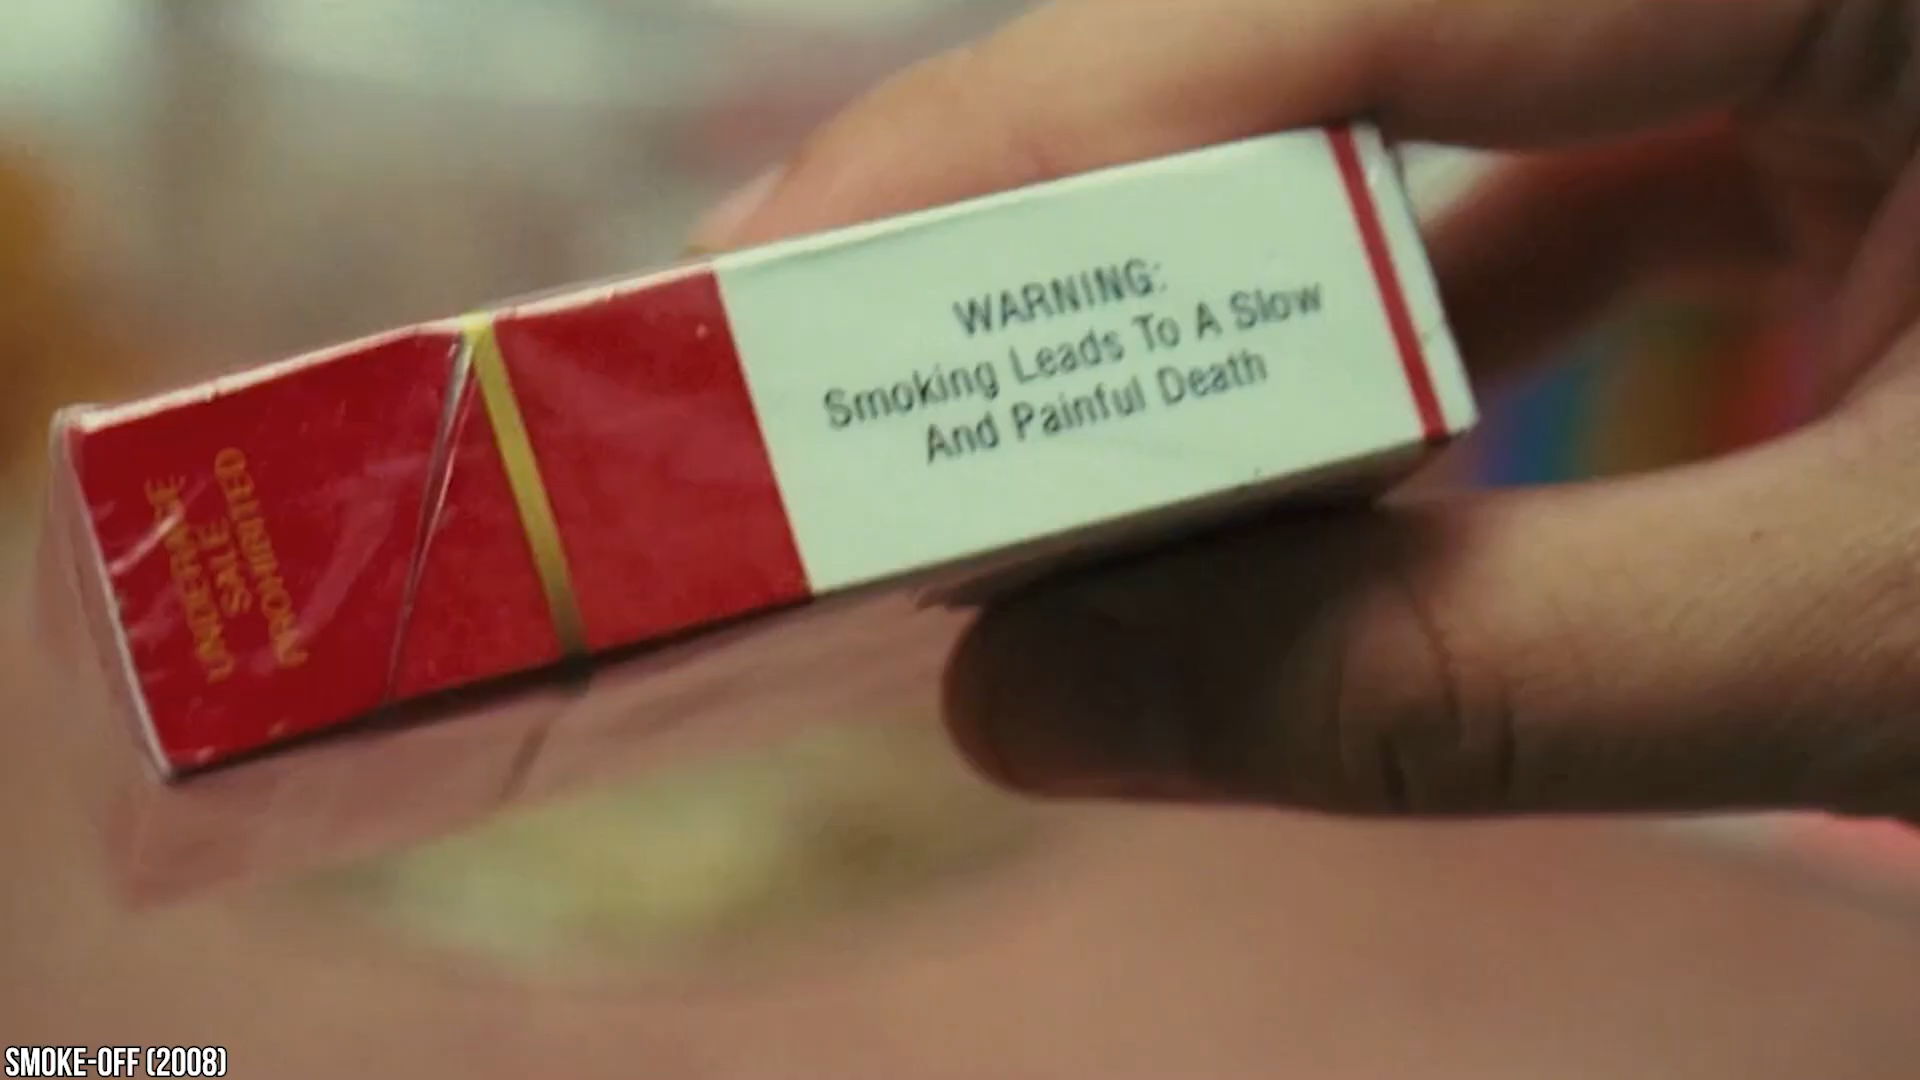 WARNING:
Smoking Leads To A Slow
And Painful Death
UNDERAGE
SALE
PROHIBITED
SMOKE-OFF (2008)